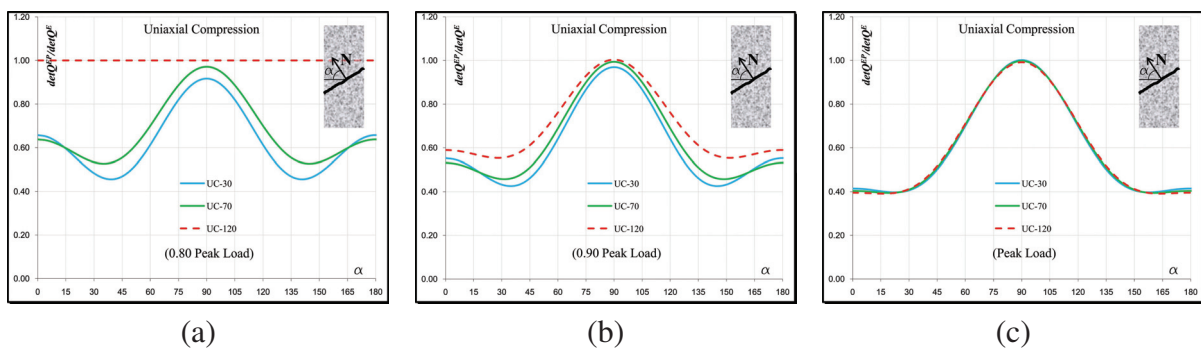 Uniaxial Compression
detQ^EP/detQ^E
1.20
1.00
0.80
0.60
0.40
0.20
0.00
N
α
UC-30
UC-70
UC-120
(0.80 Peak Load)
α
0 15 30 45 60 75 90 105 120 135 150 165 180
(a)
Uniaxial Compression
detQ^EP/detQ^E
1.20
1.00
0.80
0.60
0.40
0.20
0.00
N
α
UC-30
UC-70
UC-120
(0.90 Peak Load)
α
0 15 30 45 60 75 90 105 120 135 150 165 180
(b)
Uniaxial Compression
detQ^EP/detQ^E
1.20
1.00
0.80
0.60
0.40
0.20
0.00
N
α
UC-30
UC-70
UC-120
(Peak Load)
α
0 15 30 45 60 75 90 105 120 135 150 165 180
(c)